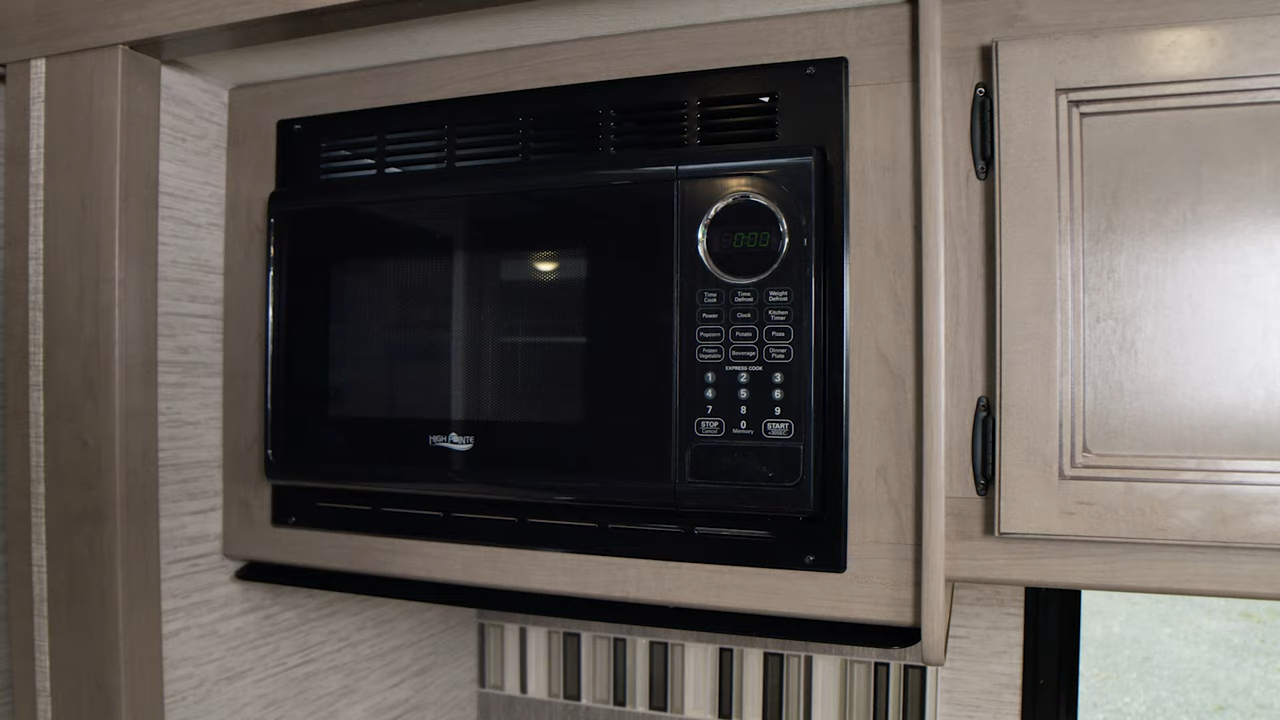 0:00
Time Cook
Time Defrost
Weight Defrost
Power
Clock
Kitchen Timer
Popcorn
Potato
Pizza
Frozen Vegetable
Beverage
Dinner Plate
EXPRESS COOK
1 2 3
4 5 6
7 8 9
STOP
Cancel
0
Memory
START
+30SEC
HIGH POINTE